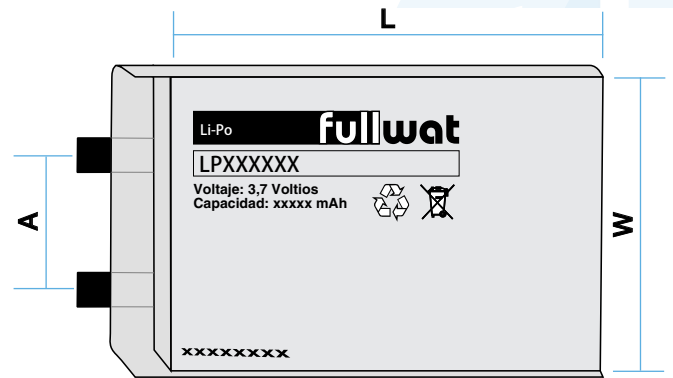 L
Li-Po fullwat
LPXXXXXX
Voltaje: 3,7 Voltios
Capacidad: xxxxx mAh
A
W
xxxxxxxx